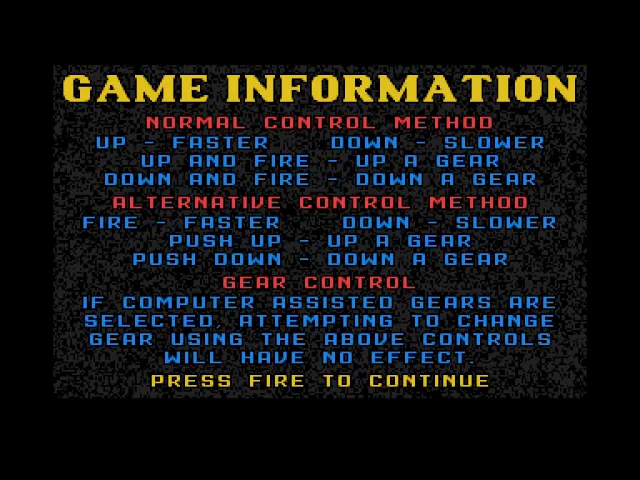 GAME INFORMATION
NORMAL CONTROL METHOD
UP - FASTER DOWN - SLOWER
UP AND FIRE - UP A GEAR
DOWN AND FIRE - DOWN A GEAR
ALTERNATIVE CONTROL METHOD
FIRE - FASTER DOWN - SLOWER
PUSH UP - UP A GEAR
PUSH DOWN - DOWN A GEAR
GEAR CONTROL
IF COMPUTER ASSISTED GEARS ARE
SELECTED, ATTEMPTING TO CHANGE
GEAR USING THE ABOVE CONTROLS
WILL HAVE NO EFFECT.
PRESS FIRE TO CONTINUE